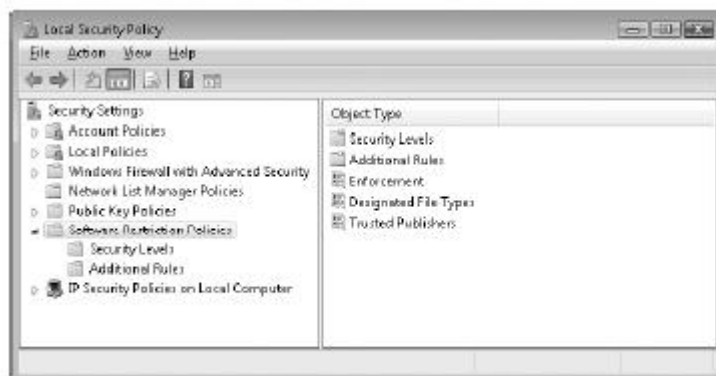 Local Security Policy
File Action View Help
Security Settings
Account Policies
Local Policies
Windows Firewall with Advanced Security
Network List Manager Policies
Public Key Policies
Software Restriction Policies
Security Levels
Additional Rules
IP Security Policies on Local Computer
Object Type
Security Levels
Additional Rules
Enforcement
Designated File Types
Trusted Publishers